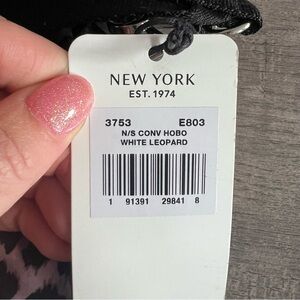 NEW YORK
EST. 1974
3753 E803
N/S CONV HOBO
WHITE LEOPARD
1 91391 29841 8